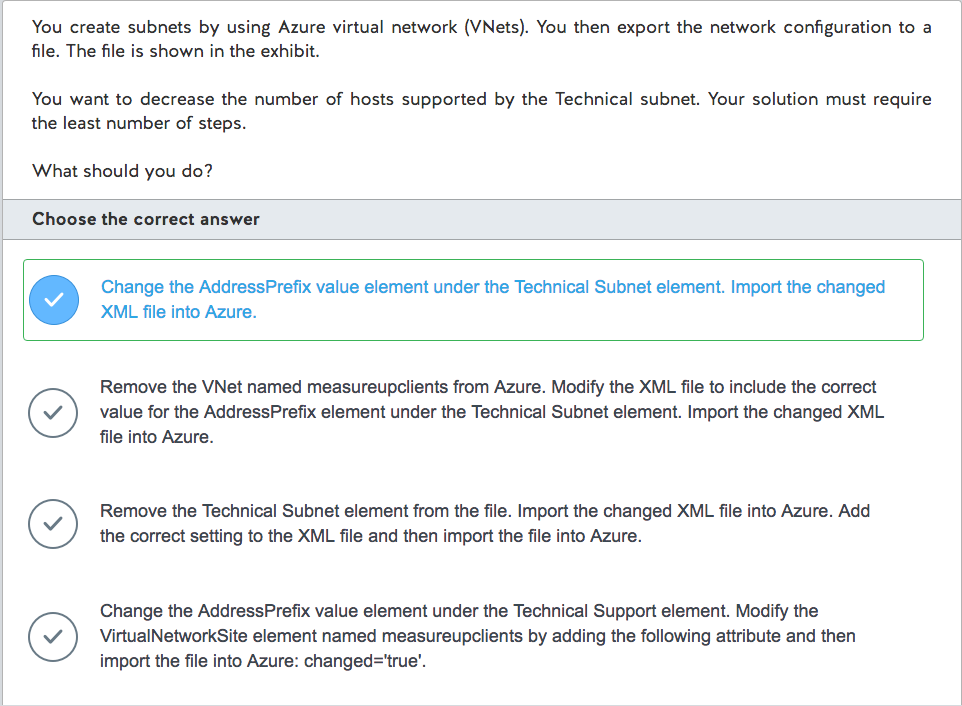 You create subnets by using Azure virtual network (VNets). You then export the network configuration to a
file. The file is shown in the exhibit.
You want to decrease the number of hosts supported by the Technical subnet. Your solution must require
the least number of steps.
What should you do?
Choose the correct answer
Change the AddressPrefix value element under the Technical Subnet element. Import the changed
XML file into Azure.
Remove the VNet named measureupclients from Azure. Modify the XML file to include the correct
value for the AddressPrefix element under the Technical Subnet element. Import the changed XML
file into Azure.
Remove the Technical Subnet element from the file. Import the changed XML file into Azure. Add
the correct setting to the XML file and then import the file into Azure.
Change the AddressPrefix value element under the Technical Support element. Modify the
VirtualNetworkSite element named measureupclients by adding the following attribute and then
import the file into Azure: changed='true'.